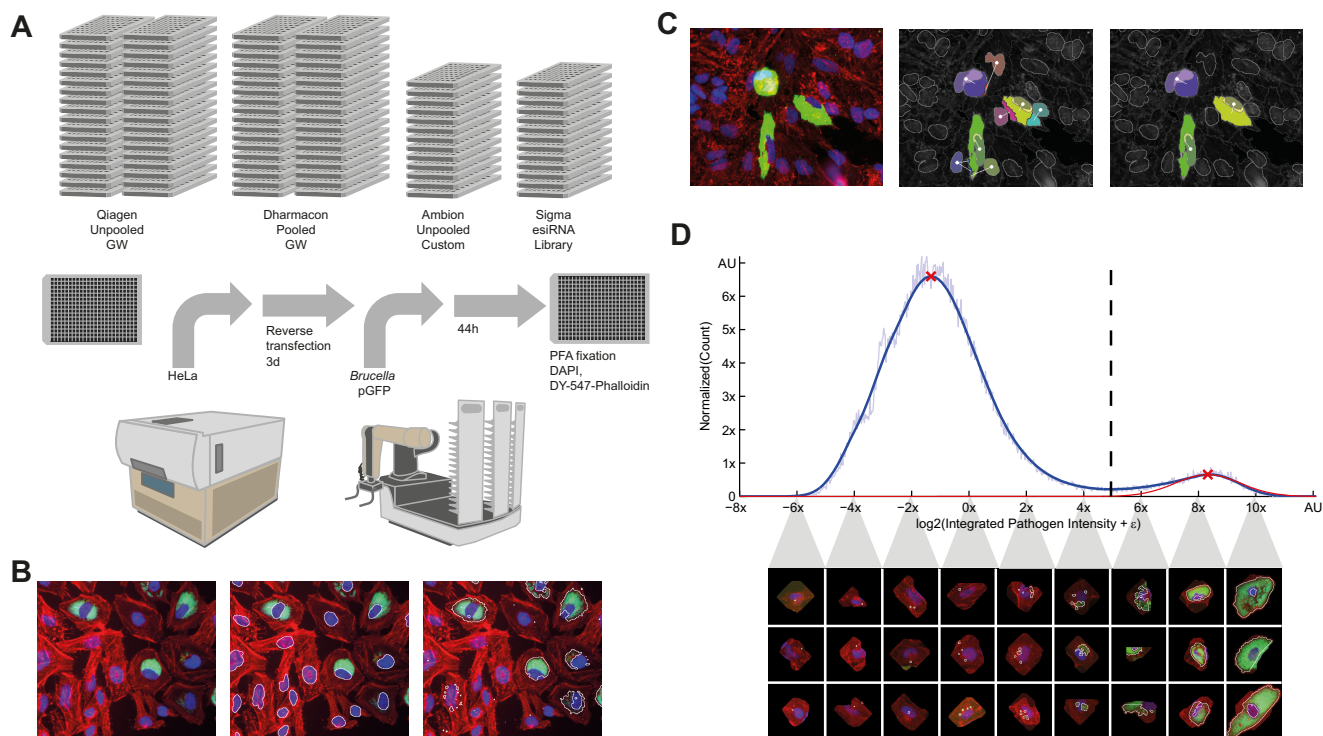 A
Qiagen
Unpooled
GW
Dharmacon
Pooled
GW
Ambion
Unpooled
Custom
Sigma
esiRNA
Library
HeLa
Reverse
transfection
3d
Brucella
pGFP
44h
PFA fixation
DAPI,
DY-547-Phalloidin
B
C
D
Normalized(Count)
AU
6x
5x
4x
3x
2x
1x
0
−8x −6x −4x −2x 0x 2x 4x 6x 8x 10x AU
log2(Integrated Pathogen Intensity + ε)